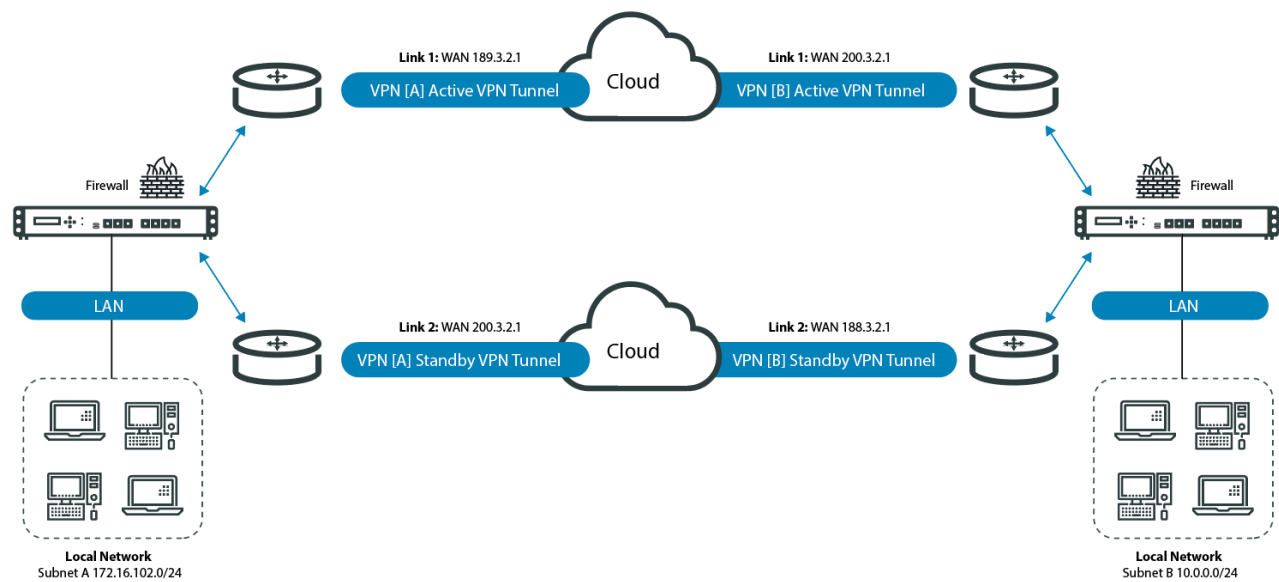 Link 1: WAN 189.3.2.1
Link 1: WAN 200.3.2.1
Cloud
VPN [A] Active VPN Tunnel
VPN [B] Active VPN Tunnel
Firewall
Firewall
LAN
LAN
Link 2: WAN 200.3.2.1
Link 2: WAN 188.3.2.1
Cloud
VPN [A] Standby VPN Tunnel
VPN [B] Standby VPN Tunnel
Local Network
Subnet A 172.16.102.0/24
Local Network
Subnet B 10.0.0.0/24